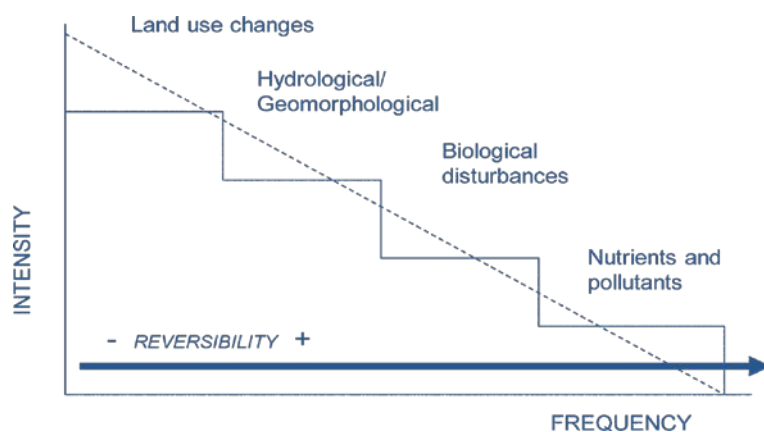 Land use changes
Hydrological/
Geomorphological
Biological
disturbances
Nutrients and
pollutants
INTENSITY
- REVERSIBILITY +
FREQUENCY